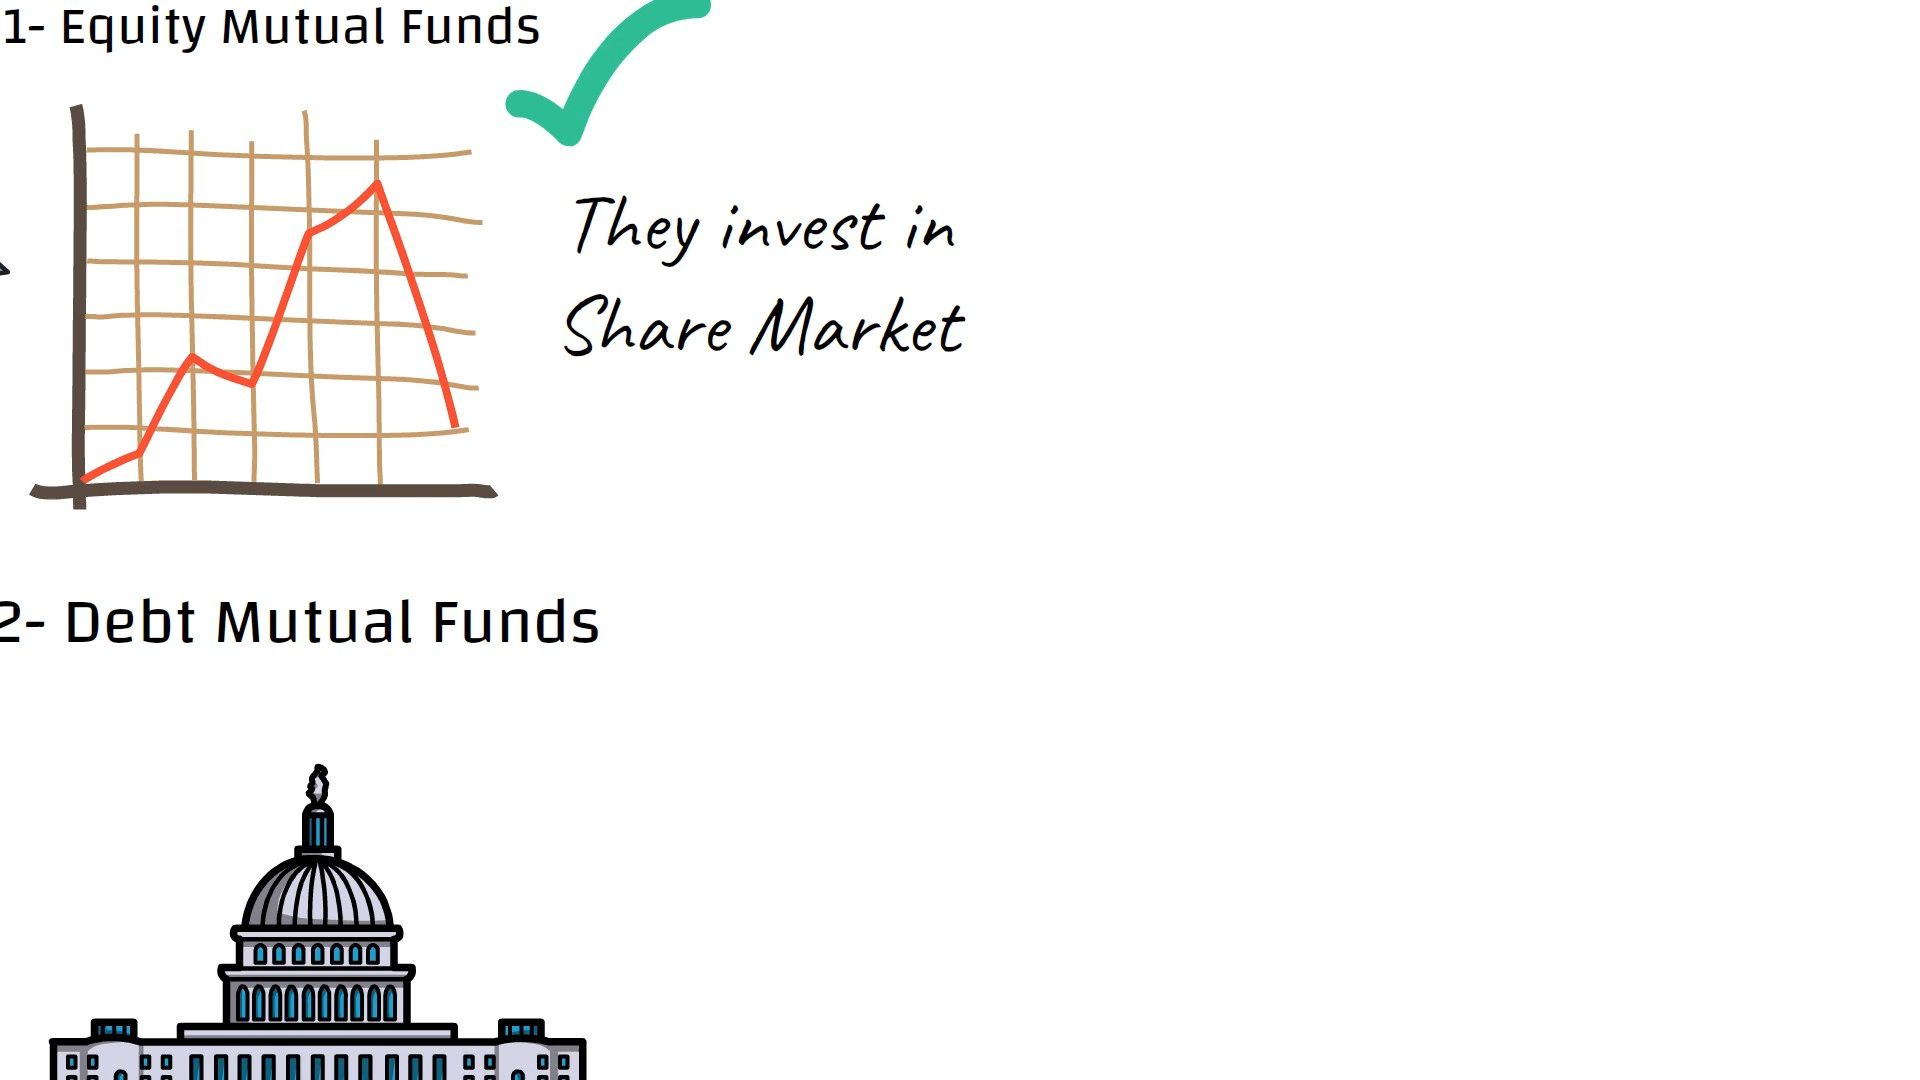 1- Equity Mutual Funds
They invest in
Share Market
2- Debt Mutual Funds